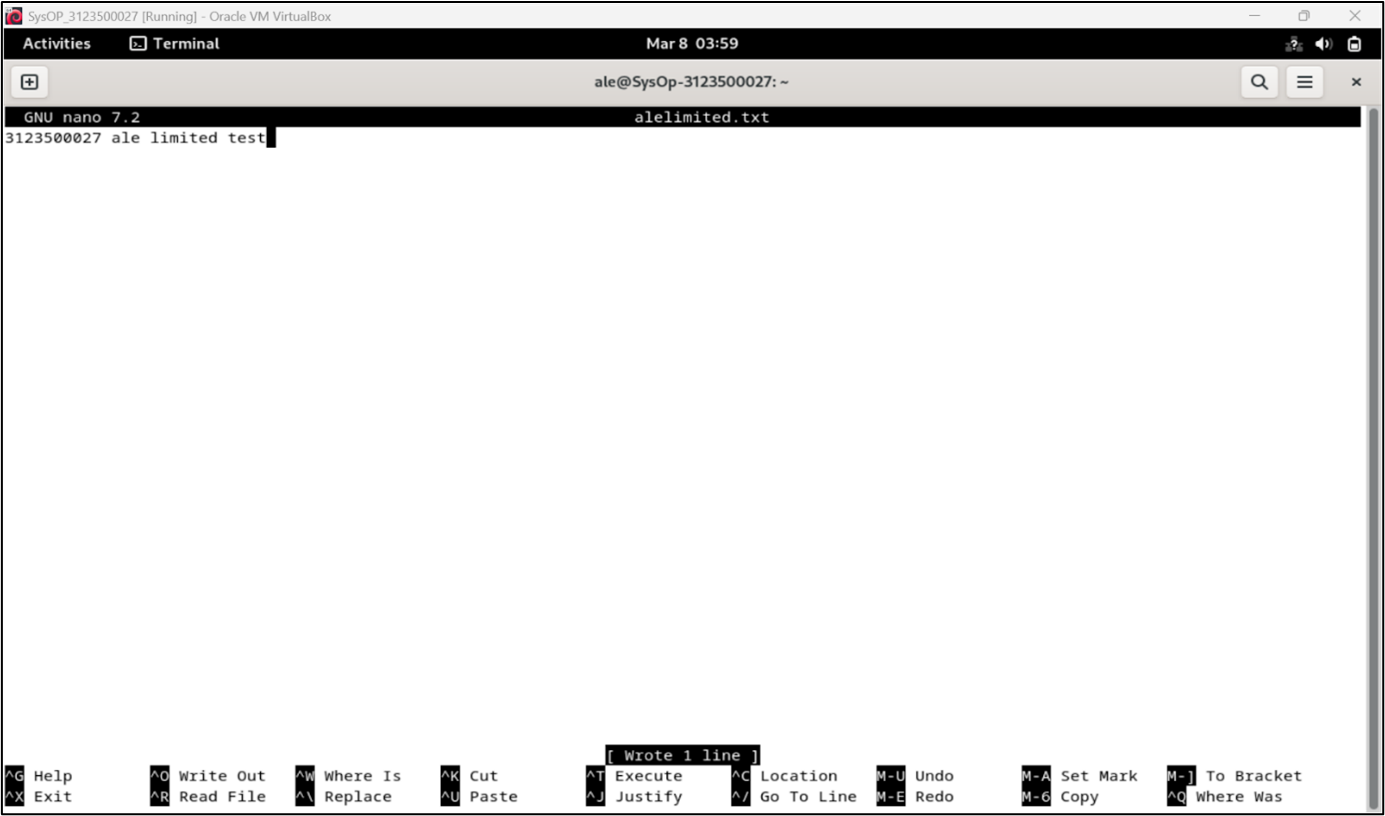 SysOP_3123500027 [Running] - Oracle VM VirtualBox
Activities Terminal Mar 8 03:59
ale@SysOp-3123500027: ~
GNU nano 7.2 alelimited.txt
3123500027 ale limited test
[ Wrote 1 line ]
^G Help ^O Write Out ^W Where Is ^K Cut ^T Execute ^C Location M-U Undo M-A Set Mark M-] To Bracket
^X Exit ^R Read File ^\ Replace ^U Paste ^J Justify ^/ Go To Line M-E Redo M-6 Copy ^Q Where Was